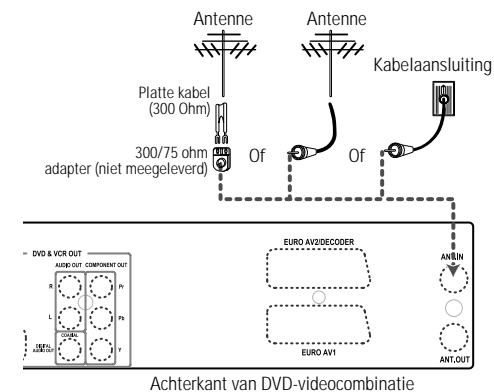 Antenne Antenne
Kabelaansluiting
Platte kabel
(300 Ohm)
300/75 ohm
adapter (niet meegeleverd)
Of Of
DVD & VCR OUT
AUDIO OUT COMPONENT OUT
R Pr
L Pb
COAXIAL
DIGITAL
AUDIO OUT
Y
EURO AV2/DECODER
EURO AV1
ANT.IN
ANT.OUT
Achterkant van DVD-videocombinatie